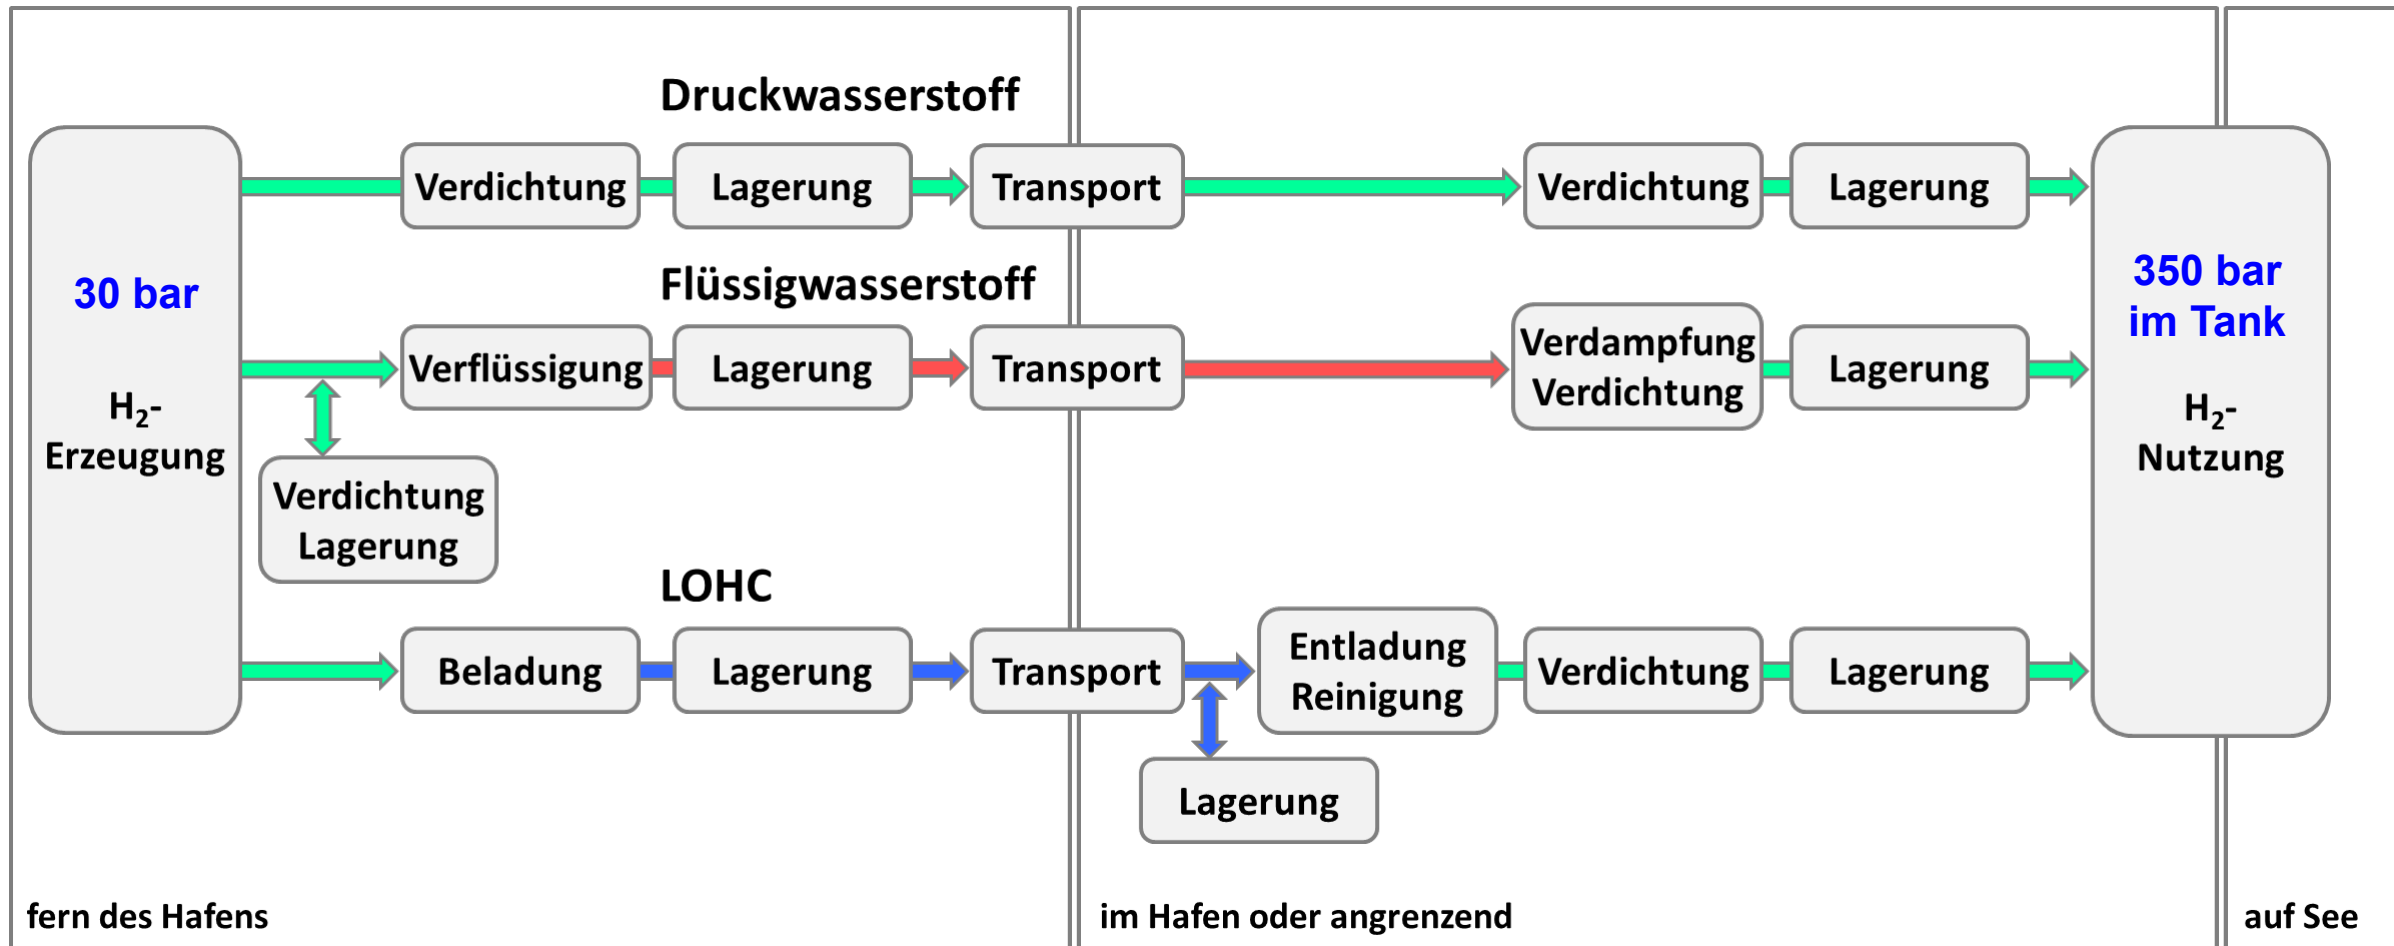 Druckwasserstoff
Verdichtung
Lagerung
Transport
Verdichtung
Lagerung
30 bar
H₂-
Erzeugung
Flüssigwasserstoff
Verflüssigung
Lagerung
Transport
Verdampfung
Verdichtung
Lagerung
350 bar
im Tank
H₂-
Nutzung
Verdichtung
Lagerung
LOHC
Beladung
Lagerung
Transport
Entladung
Reinigung
Verdichtung
Lagerung
Lagerung
fern des Hafens
im Hafen oder angrenzend
auf See